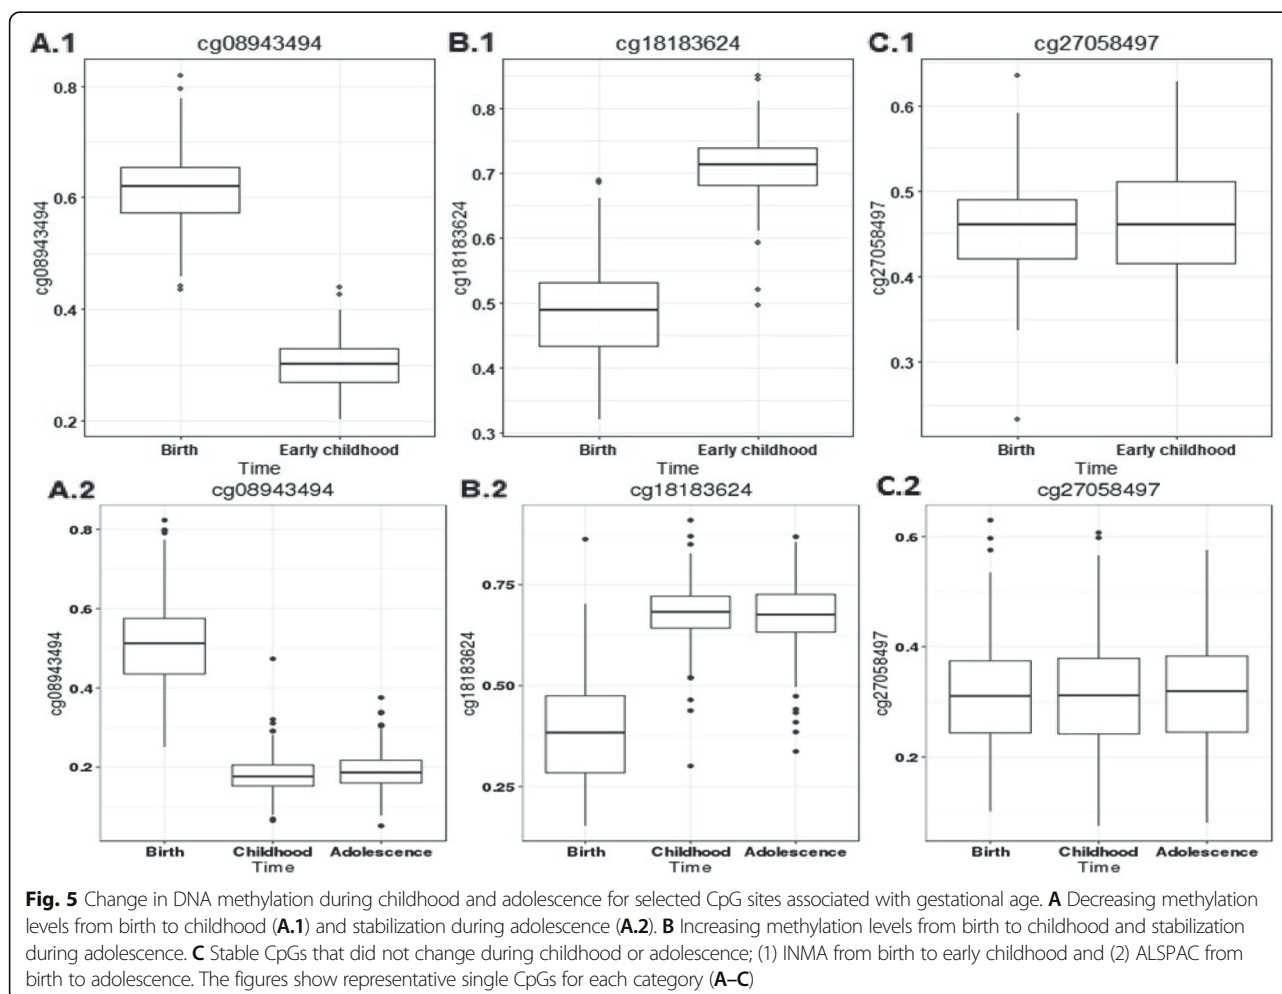 A.1 cg08943494 B.1 cg18183624 C.1 cg27058497
cg08943494
0.8
0.6
0.4
0.2
Birth Early childhood
Time
cg18183624
0.8
0.7
0.6
0.5
0.4
0.3
Birth Early childhood
Time
cg27058497
0.6
0.5
0.4
0.3
Birth Early childhood
Time
A.2 cg08943494 B.2 cg18183624 C.2 cg27058497
cg08943494
0.8
0.6
0.4
0.2
Birth Childhood Adolescence
Time
cg18183624
0.75
0.50
0.25
Birth Childhood Adolescence
Time
cg27058497
0.6
0.4
0.2
Birth Childhood Adolescence
Time
Fig. 5 Change in DNA methylation during childhood and adolescence for selected CpG sites associated with gestational age. A Decreasing methylation
levels from birth to childhood (A.1) and stabilization during adolescence (A.2). B Increasing methylation levels from birth to childhood and stabilization
during adolescence. C Stable CpGs that did not change during childhood or adolescence; (1) INMA from birth to early childhood and (2) ALSPAC from
birth to adolescence. The figures show representative single CpGs for each category (A–C)